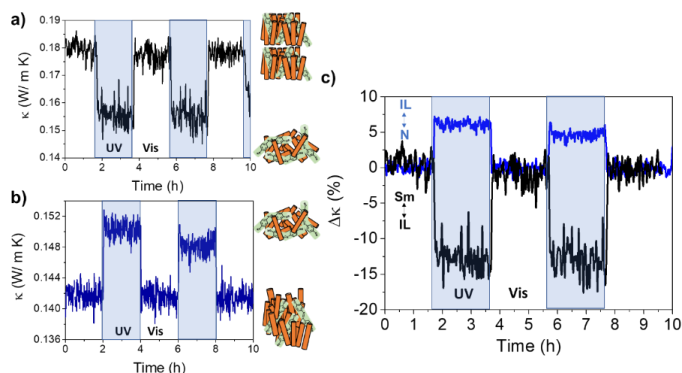 a)
0.19
0.18
0.17
0.16
0.15
0.14
κ (W/ m K)
UV Vis
0 2 4 6 8 10
Time (h)
b)
0.152
0.148
0.144
0.140
0.136
κ (W/ m K)
UV Vis
0 2 4 6 8 10
Time (h)
c)
10
5
0
-5
-10
-15
-20
Δκ (%)
IL
N
Sm
IL
UV Vis
0 1 2 3 4 5 6 7 8 9 10
Time (h)